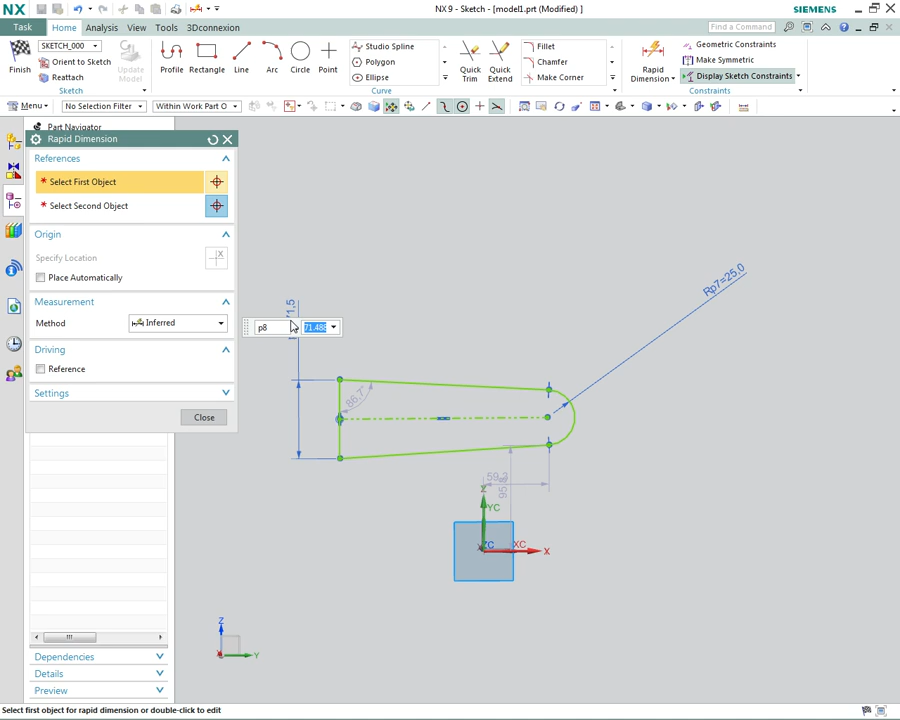 NX
NX 9 - Sketch - [model1.prt (Modified) ]
SIEMENS
Task
Home
Analysis
View
Tools
3Dconnexion
Find a Command
Finish
SKETCH_000
Orient to Sketch
Reattach
Update
Model
Sketch
Profile
Rectangle
Line
Arc
Circle
Point
Studio Spline
Polygon
Ellipse
Curve
Quick
Trim
Quick
Extend
Fillet
Chamfer
Make Corner
Rapid
Dimension
Geometric Constraints
Make Symmetric
Display Sketch Constraints
Constraints
Menu
No Selection Filter
Within Work Part O
Part Navigator
Rapid Dimension
References
* Select First Object
* Select Second Object
Origin
Specify Location
Place Automatically
Measurement
Method
Inferred
Driving
Reference
Settings
Close
Rp7=25,0
p8
71.488
86,7°
95,8
Z
YC
XC
X
Z
Y
Dependencies
Details
Preview
Select first object for rapid dimension or double-click to edit